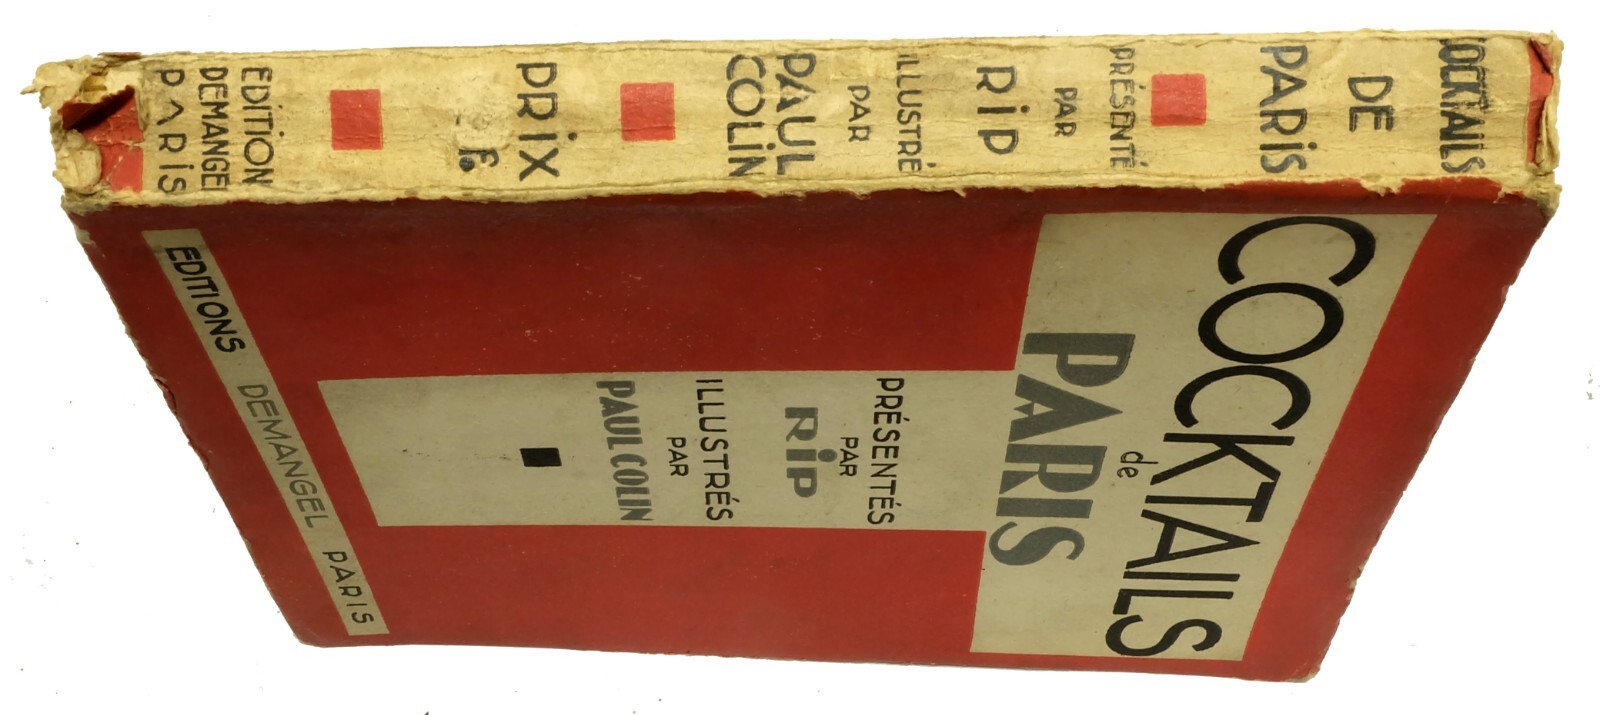 COCKTAILS
DE
PARIS
PRÉSENTÉ
PAR
RiP
ILLUSTRÉ
PAR
PAUL
COLiN
PRIX
F.
EDITION
DEMANGEL
PARiS
COCKTAILS
de
PARIS
PRÉSENTÉS
PAR
RiP
ILLUSTRÉS
PAR
PAUL COLIN
EDITIONS DEMANGEL PARIS